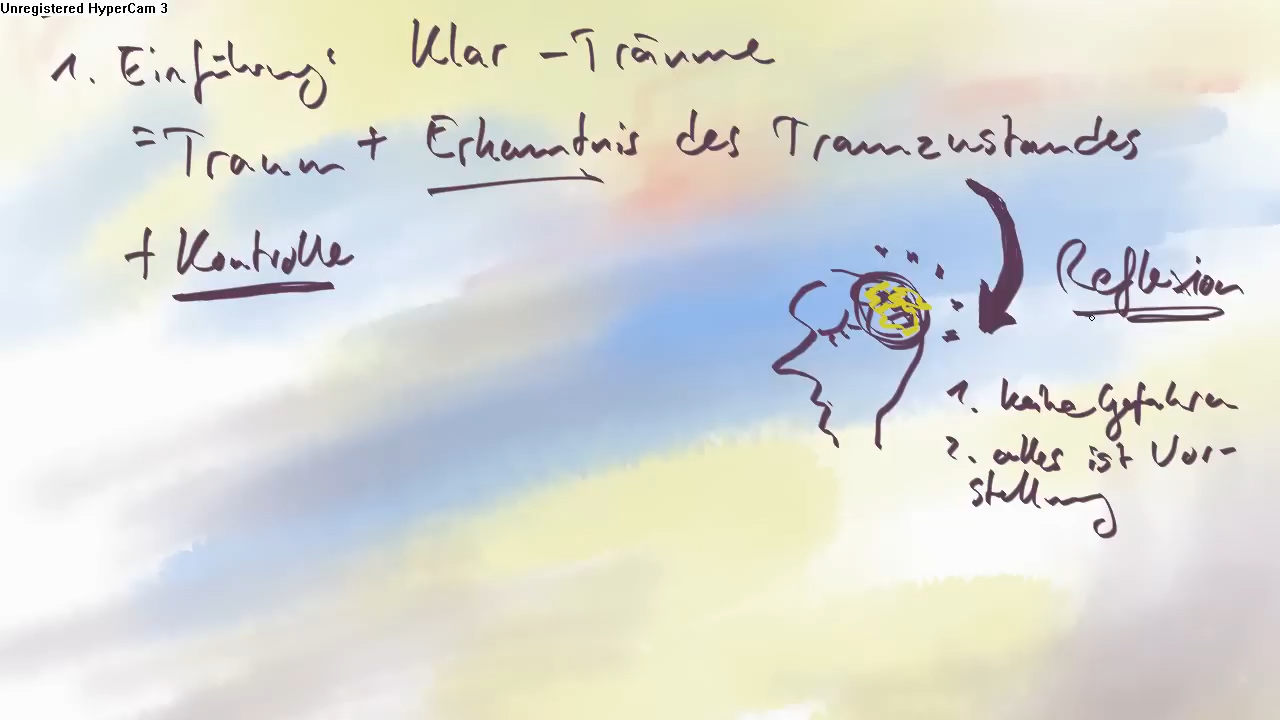 Unregistered HyperCam 3
1. Einführung: Klar-Träume
= Traum + Erkenntnis des Traumzustandes
+ Kontrolle
Reflexion
1. keine Gefahren
2. alles ist Vor-
stellung